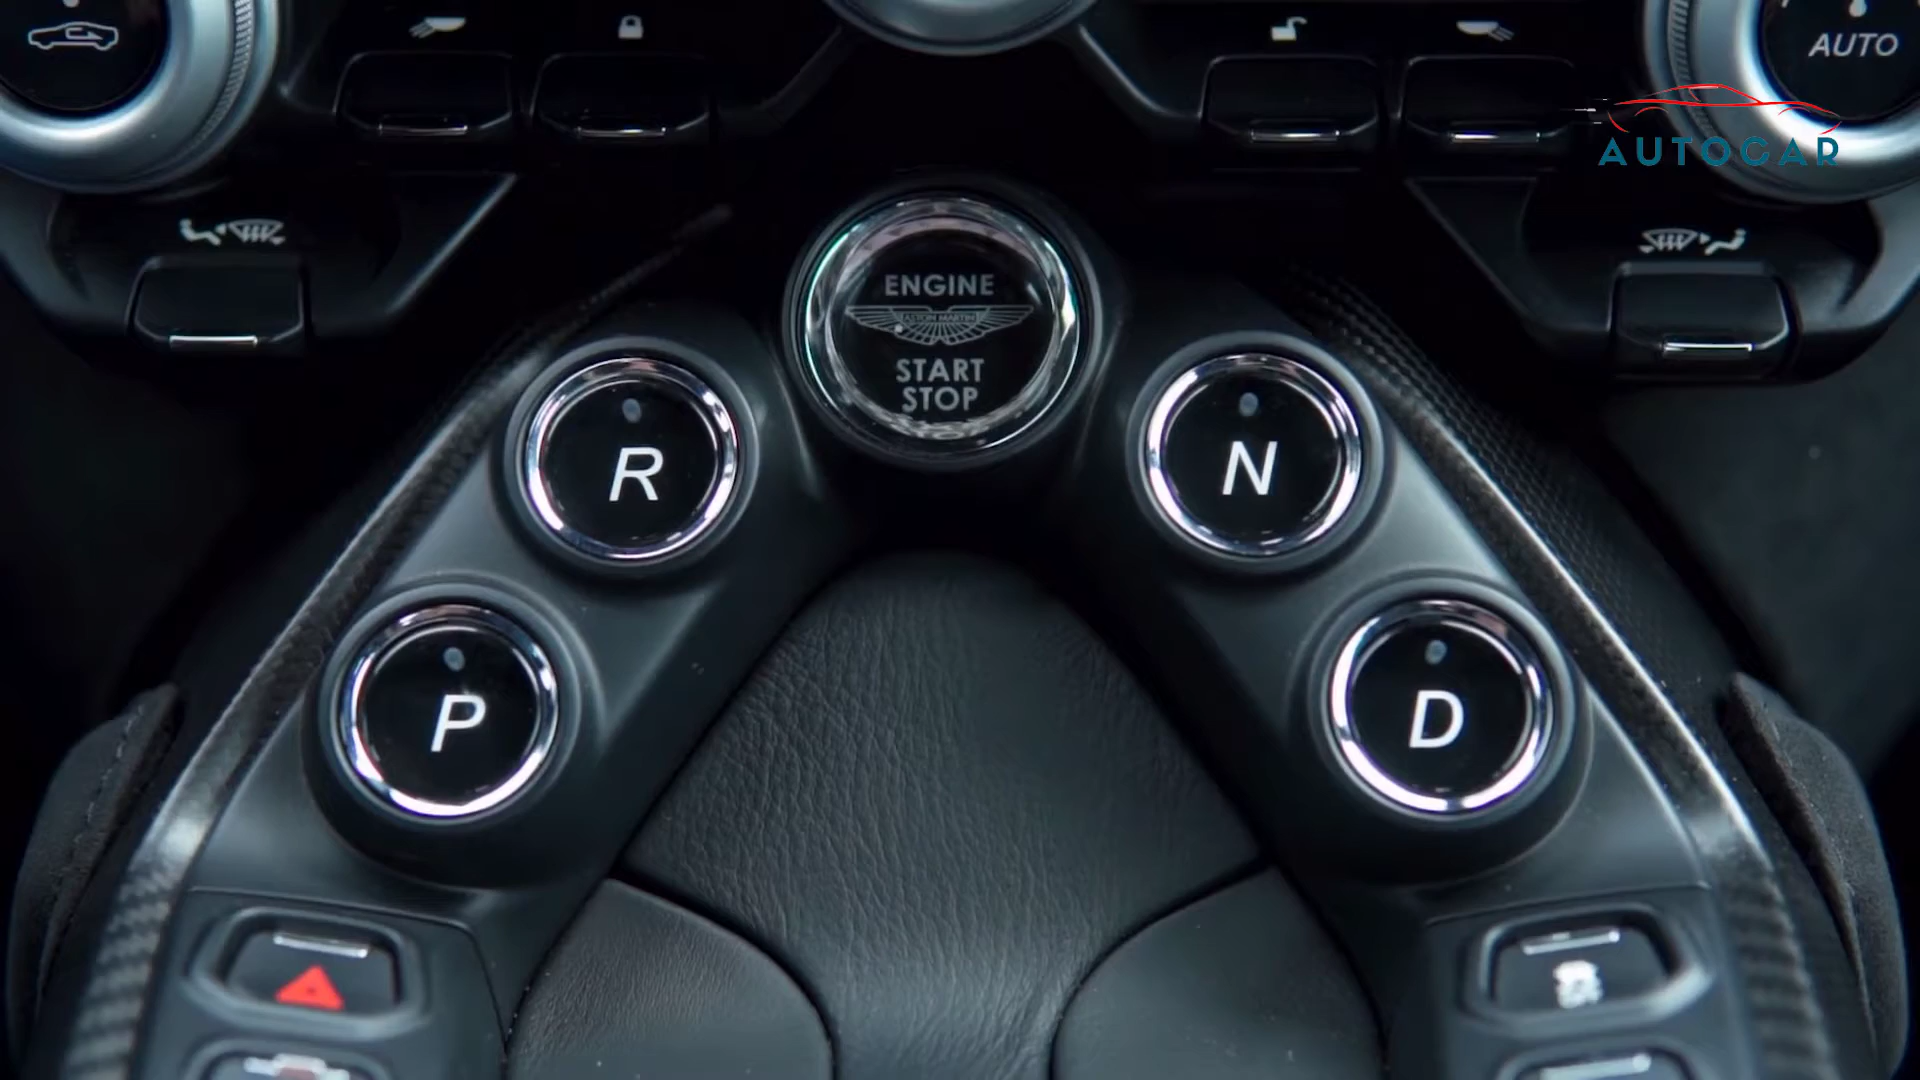 AUTO
AUTOCAR
ENGINE
ASTON MARTIN
START
STOP
R
N
P
D